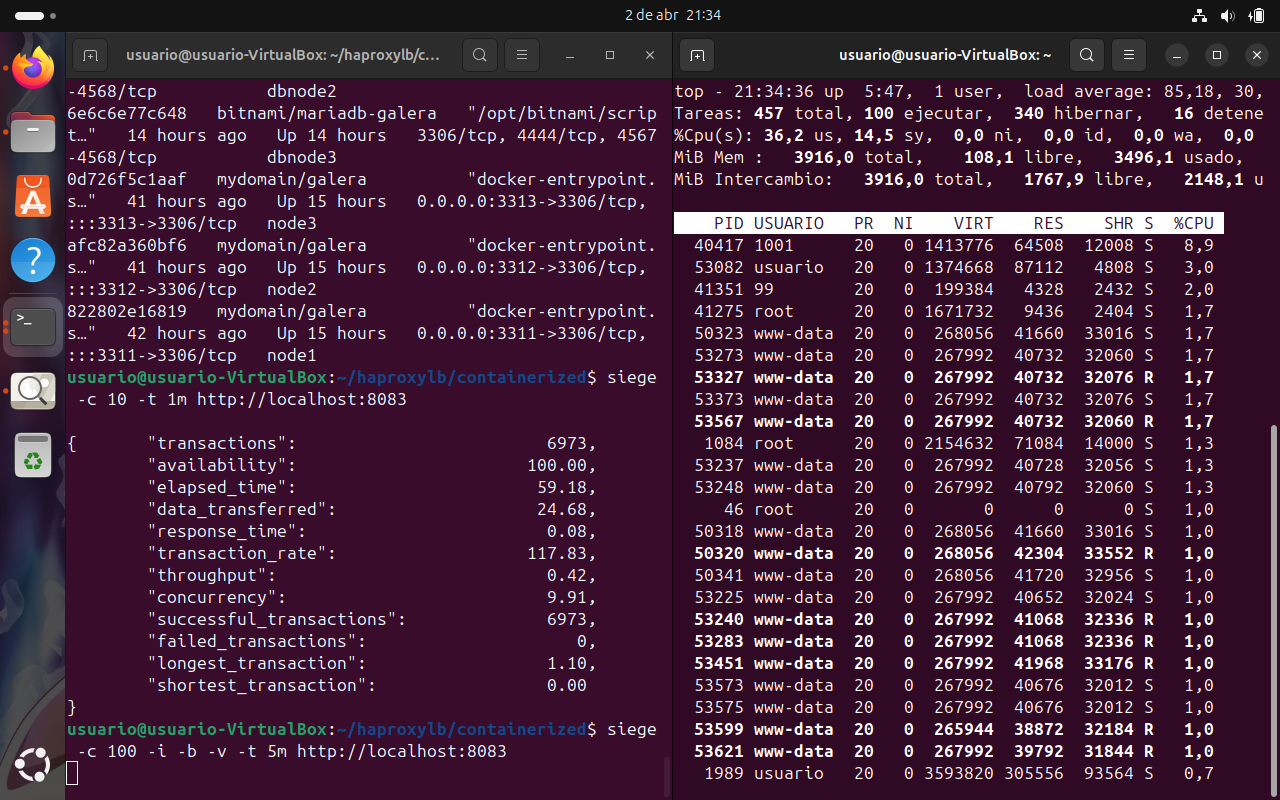 2 de abr 21:34
usuario@usuario-VirtualBox: ~/haproxylb/c...
-4568/tcp dbnode2
6e6c6e77c648 bitnami/mariadb-galera "/opt/bitnami/scrip
t…" 14 hours ago Up 14 hours 3306/tcp, 4444/tcp, 4567
-4568/tcp dbnode3
0d726f5c1aaf mydomain/galera "docker-entrypoint.
s…" 41 hours ago Up 15 hours 0.0.0.0:3313->3306/tcp,
:::3313->3306/tcp node3
afc82a360bf6 mydomain/galera "docker-entrypoint.
s…" 41 hours ago Up 15 hours 0.0.0.0:3312->3306/tcp,
:::3312->3306/tcp node2
822802e16819 mydomain/galera "docker-entrypoint.
s…" 42 hours ago Up 15 hours 0.0.0.0:3311->3306/tcp,
:::3311->3306/tcp node1
usuario@usuario-VirtualBox:~/haproxylb/containerized$ siege
-c 10 -t 1m http://localhost:8083
{ "transactions": 6973,
"availability": 100.00,
"elapsed_time": 59.18,
"data_transferred": 24.68,
"response_time": 0.08,
"transaction_rate": 117.83,
"throughput": 0.42,
"concurrency": 9.91,
"successful_transactions": 6973,
"failed_transactions": 0,
"longest_transaction": 1.10,
"shortest_transaction": 0.00
}
usuario@usuario-VirtualBox:~/haproxylb/containerized$ siege
-c 100 -i -b -v -t 5m http://localhost:8083
usuario@usuario-VirtualBox: ~
top - 21:34:36 up 5:47, 1 user, load average: 85,18, 30,
Tareas: 457 total, 100 ejecutar, 340 hibernar, 16 detene
%Cpu(s): 36,2 us, 14,5 sy, 0,0 ni, 0,0 id, 0,0 wa, 0,0
MiB Mem : 3916,0 total, 108,1 libre, 3496,1 usado,
MiB Intercambio: 3916,0 total, 1767,9 libre, 2148,1 u
PID USUARIO PR NI VIRT RES SHR S %CPU
40417 1001 20 0 1413776 64508 12008 S 8,9
53082 usuario 20 0 1374668 87112 4808 S 3,0
41351 99 20 0 199384 4328 2432 S 2,0
41275 root 20 0 1671732 9436 2404 S 1,7
50323 www-data 20 0 268056 41660 33016 S 1,7
53273 www-data 20 0 267992 40732 32060 S 1,7
53327 www-data 20 0 267992 40732 32076 R 1,7
53373 www-data 20 0 267992 40732 32076 S 1,7
53567 www-data 20 0 267992 40732 32060 R 1,7
1084 root 20 0 2154632 71084 14000 S 1,3
53237 www-data 20 0 267992 40728 32056 S 1,3
53248 www-data 20 0 267992 40792 32060 S 1,3
46 root 20 0 0 0 0 S 1,0
50318 www-data 20 0 268056 41660 33016 S 1,0
50320 www-data 20 0 268056 42304 33552 R 1,0
50341 www-data 20 0 268056 41720 32956 S 1,0
53225 www-data 20 0 267992 40652 32024 S 1,0
53240 www-data 20 0 267992 41068 32336 R 1,0
53283 www-data 20 0 267992 41068 32336 R 1,0
53451 www-data 20 0 267992 41968 33176 R 1,0
53573 www-data 20 0 267992 40676 32012 S 1,0
53575 www-data 20 0 267992 40676 32012 S 1,0
53599 www-data 20 0 265944 38872 32184 R 1,0
53621 www-data 20 0 267992 39792 31844 R 1,0
1989 usuario 20 0 3593820 305556 93564 S 0,7